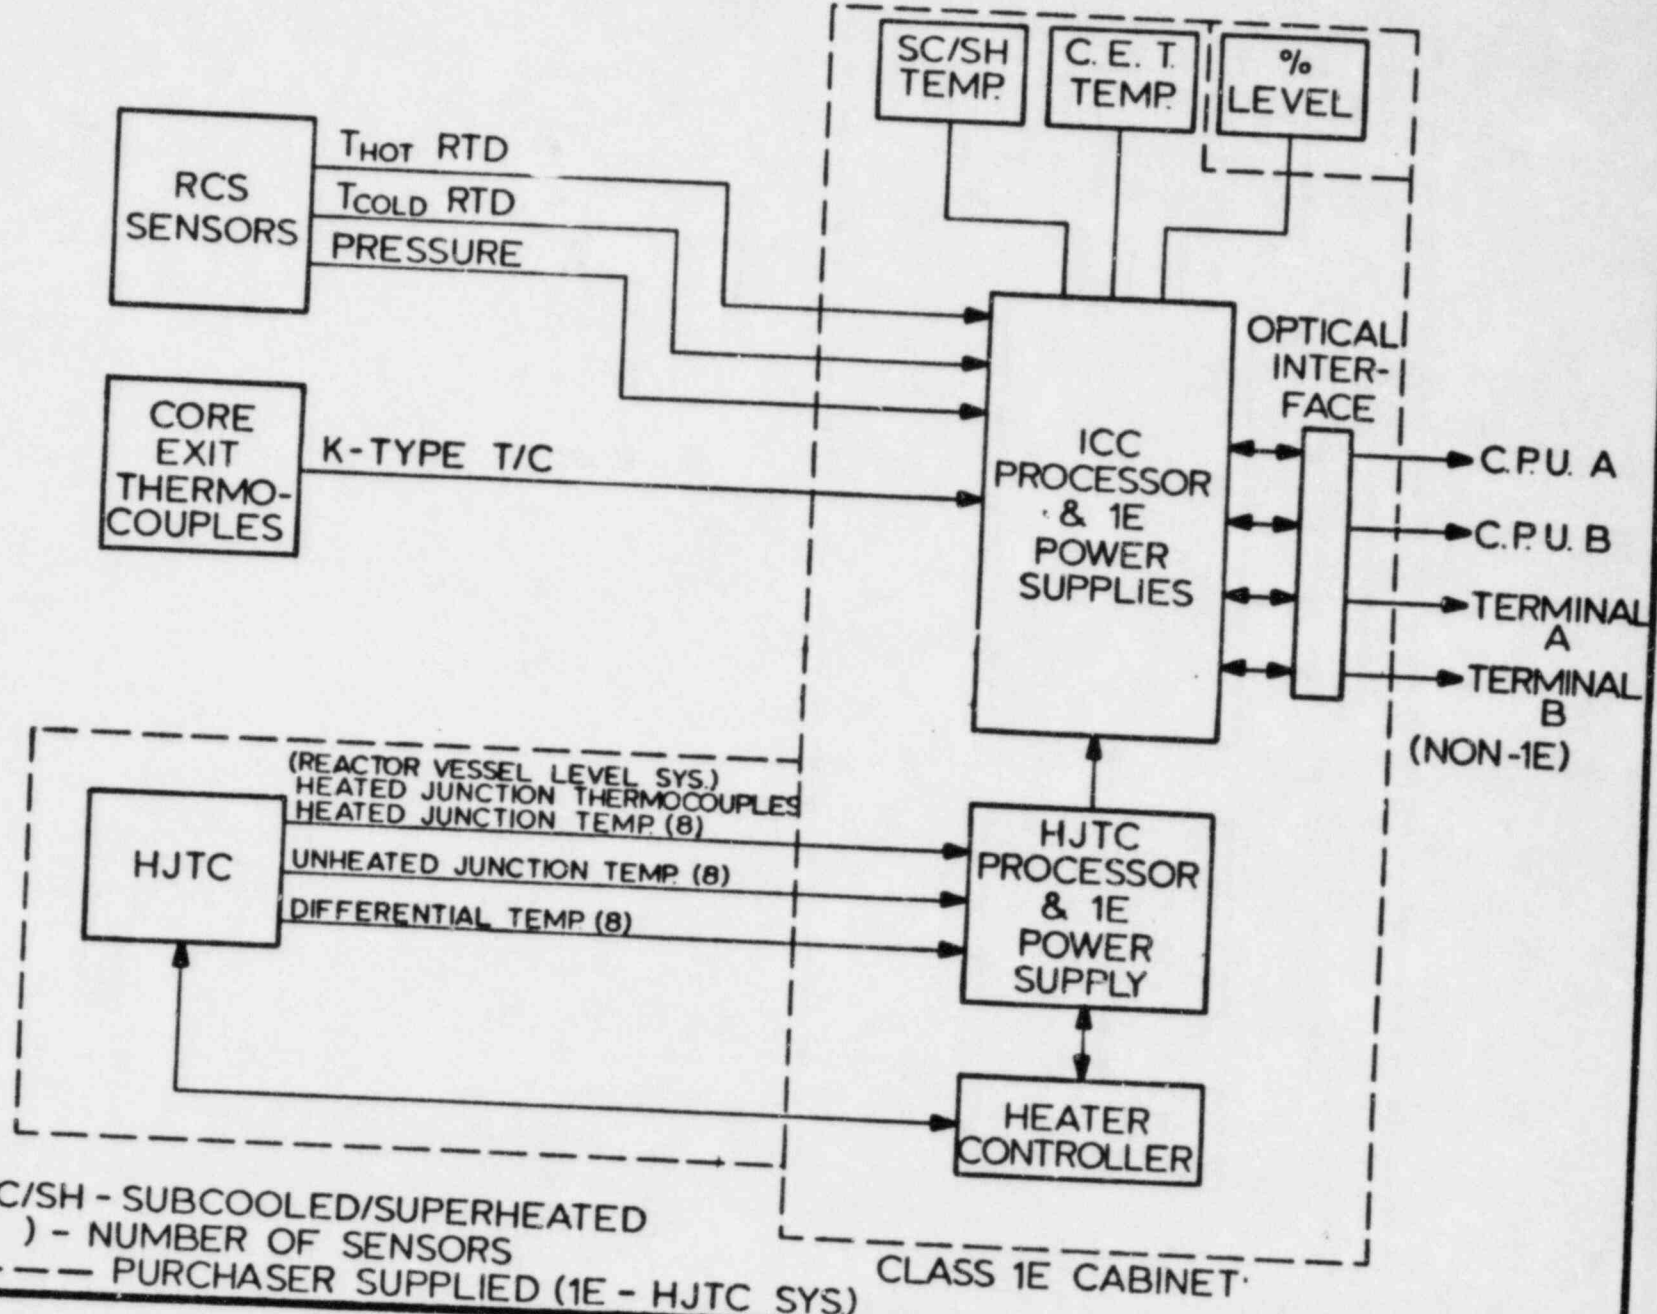 SC/SH
TEMP.
C. E. T.
TEMP.
%
LEVEL
RCS
SENSORS
THOT RTD
TCOLD RTD
PRESSURE
CORE
EXIT
THERMO-
COUPLES
K-TYPE T/C
ICC
PROCESSOR
& 1E
POWER
SUPPLIES
OPTICAL
INTER-
FACE
C.P.U. A
C.P.U. B
TERMINAL
A
TERMINAL
B
(NON-1E)
(REACTOR VESSEL LEVEL SYS.)
HEATED JUNCTION THERMOCOUPLES
HEATED JUNCTION TEMP. (8)
UNHEATED JUNCTION TEMP. (8)
DIFFERENTIAL TEMP. (8)
HJTC
HJTC
PROCESSOR
& 1E
POWER
SUPPLY
HEATER
CONTROLLER
C/SH - SUBCOOLED/SUPERHEATED
) - NUMBER OF SENSORS
---- PURCHASER SUPPLIED (1E - HJTC SYS.)
CLASS 1E CABINET